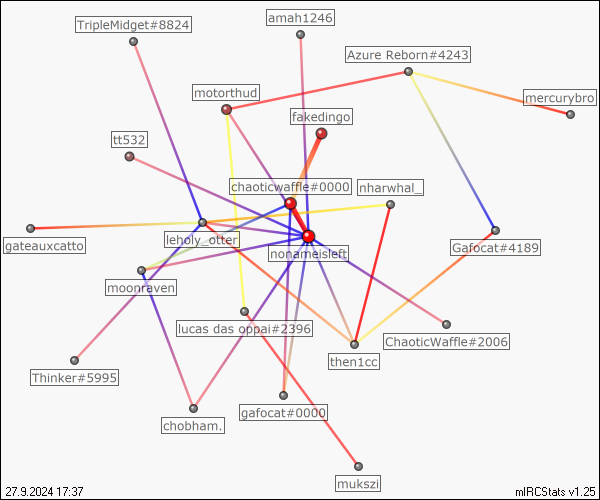 TripleMidget#8824
amah1246
Azure Reborn#4243
motorthud
mercurybro
fakedingo
tt532
chaoticwaffle#0000
nharwhal_
gateauxcatto
leholy_otter
nonameisleft
Gafocat#4189
moonraven
lucas das oppai#2396
ChaoticWaffle#2006
then1cc
Thinker#5995
gafocat#0000
chobham.
mukszi
27.9.2024 17:37
mIRCStats v1.25